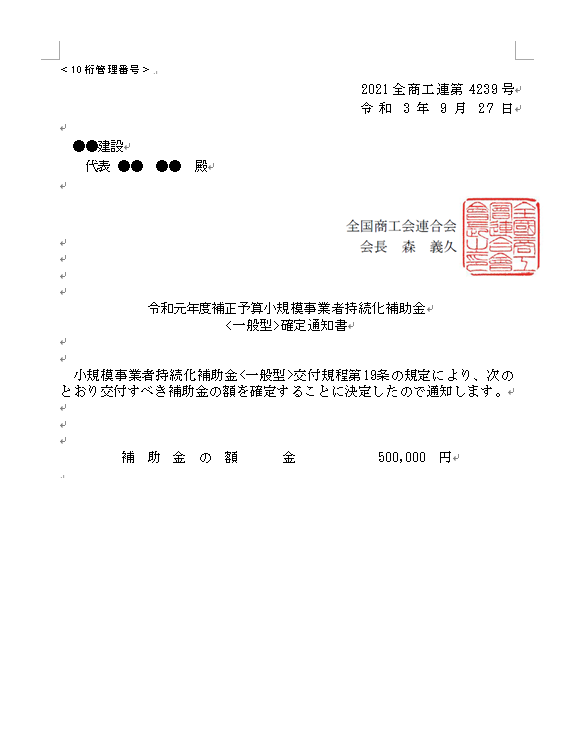 <10桁管理番号>
2021全商工連第4239号
令和3年9月27日
●●建設
代表 ●● ●● 殿
全国商工会連合会
会長 森 義久
令和元年度補正予算小規模事業者持続化補助金
<一般型>確定通知書
小規模事業者持続化補助金<一般型>交付規程第19条の規定により、次の
とおり交付すべき補助金の額を確定することに決定したので通知します。
補助金の額 金 500,000 円